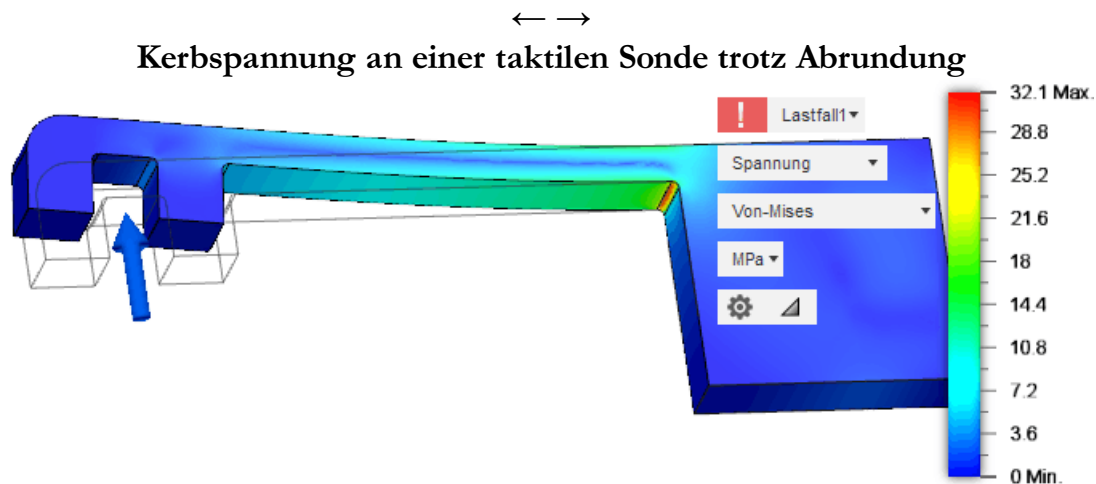 ← →
Kerbspannung an einer taktilen Sonde trotz Abrundung
! Lastfall1
Spannung
Von-Mises
MPa
32.1 Max.
28.8
25.2
21.6
18
14.4
10.8
7.2
3.6
0 Min.